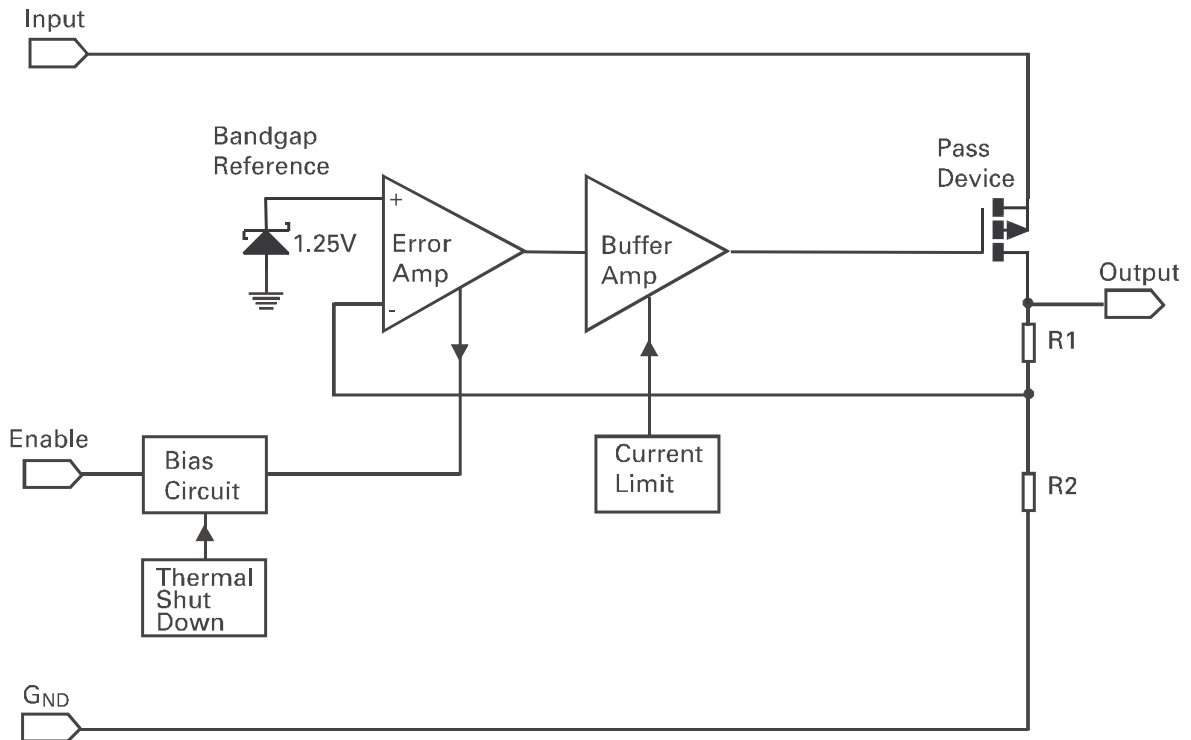 Input
Bandgap
Reference
1.25V
+
-
Error
Amp
Buffer
Amp
Pass
Device
Output
R1
R2
Enable
Bias
Circuit
Current
Limit
Thermal
Shut
Down
GND